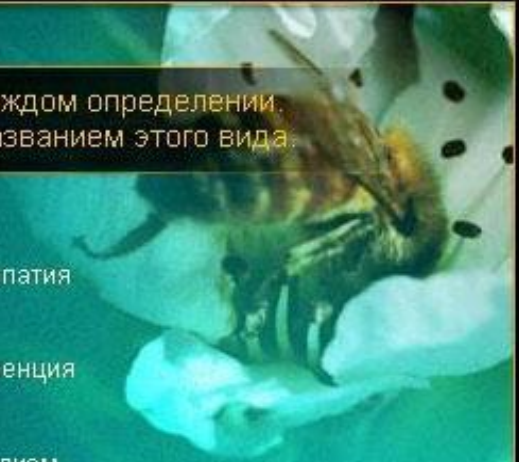 ждом определении.
званием этого вида.
патия
енция